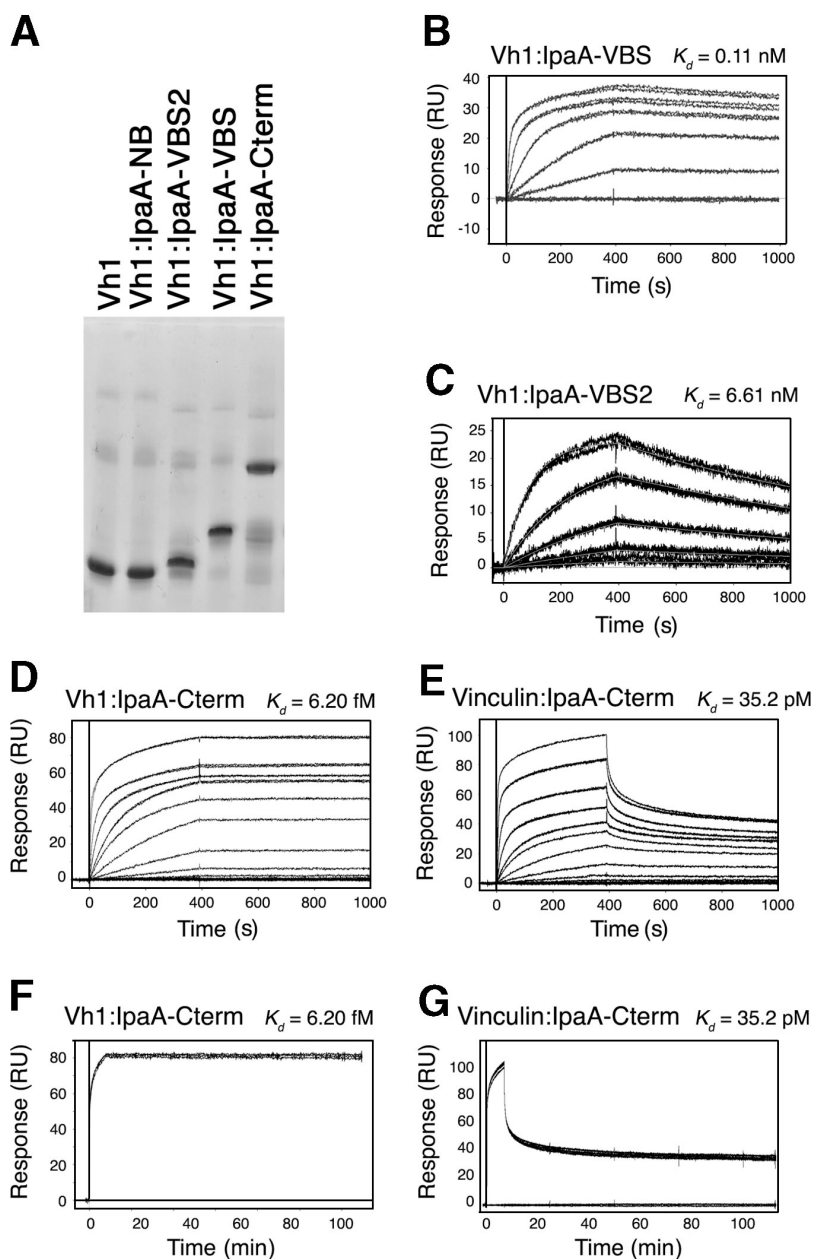 A
Vh1
Vh1:IpaA-NB
Vh1:IpaA-VBS2
Vh1:IpaA-VBS
Vh1:IpaA-Cterm
B
Vh1:IpaA-VBS Kd = 0.11 nM
Response (RU)
40
30
20
10
0
-10
0 200 400 600 800 1000
Time (s)
C
Vh1:IpaA-VBS2 Kd = 6.61 nM
Response (RU)
25
20
15
10
5
0
0 200 400 600 800 1000
Time (s)
D
Vh1:IpaA-Cterm Kd = 6.20 fM
Response (RU)
80
60
40
20
0
0 200 400 600 800 1000
Time (s)
E
Vinculin:IpaA-Cterm Kd = 35.2 pM
Response (RU)
100
80
60
40
20
0
0 200 400 600 800 1000
Time (s)
F
Vh1:IpaA-Cterm Kd = 6.20 fM
Response (RU)
80
60
40
20
0
0 20 40 60 80 100
Time (min)
G
Vinculin:IpaA-Cterm Kd = 35.2 pM
Response (RU)
100
80
60
40
20
0
0 20 40 60 80 100
Time (min)